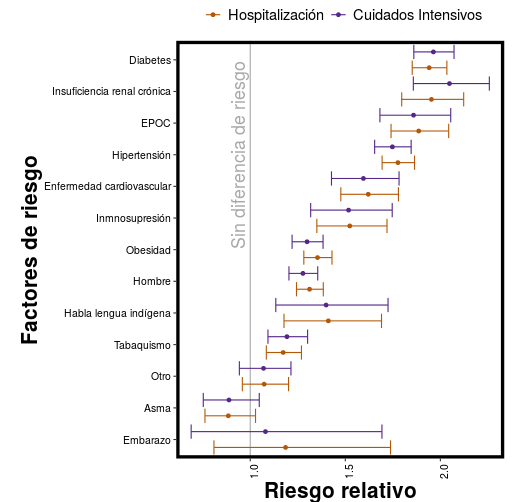 Hospitalización Cuidados Intensivos
Factores de riesgo
Diabetes
Insuficiencia renal crónica
EPOC
Hipertensión
Enfermedad cardiovascular
Inmnosupresión
Obesidad
Hombre
Habla lengua indígena
Tabaquismo
Otro
Asma
Embarazo
Sin diferencia de riesgo
1.0 1.5 2.0
Riesgo relativo